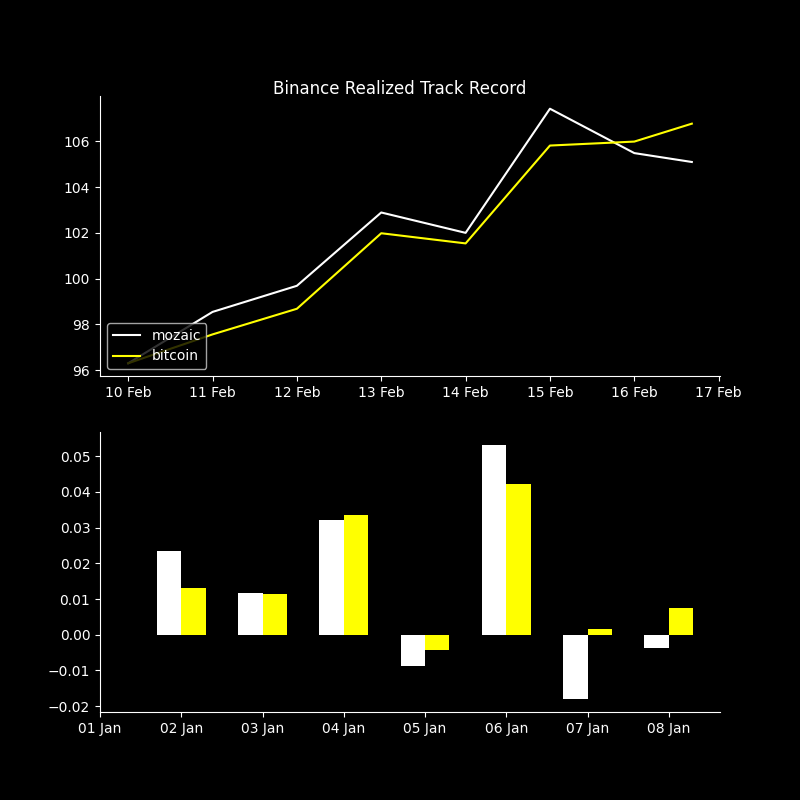 Binance Realized Track Record
106
104
102
100
98
96
mozaic
bitcoin
10 Feb 11 Feb 12 Feb 13 Feb 14 Feb 15 Feb 16 Feb 17 Feb
0.05
0.04
0.03
0.02
0.01
0.00
−0.01
−0.02
01 Jan 02 Jan 03 Jan 04 Jan 05 Jan 06 Jan 07 Jan 08 Jan